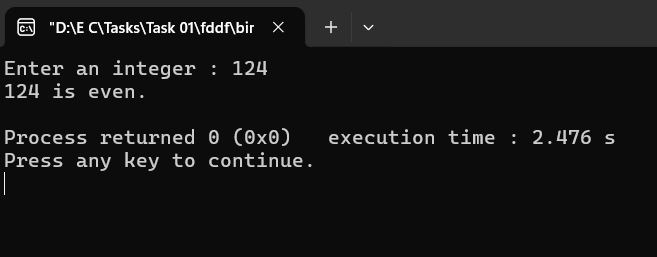 "D:\E C\Tasks\Task 01\fddf\bir
Enter an integer : 124
124 is even.
Process returned 0 (0x0)   execution time : 2.476 s
Press any key to continue.